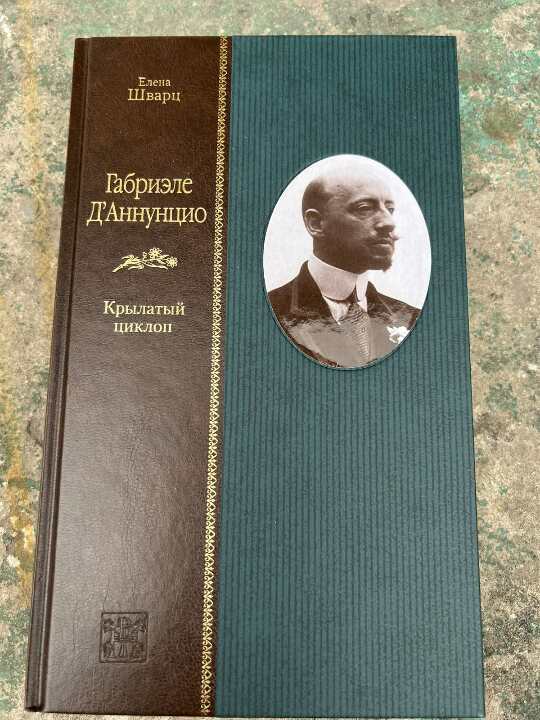 Елена
Шварц
Габриэле
Д'Аннунцио
Крылатый
циклоп